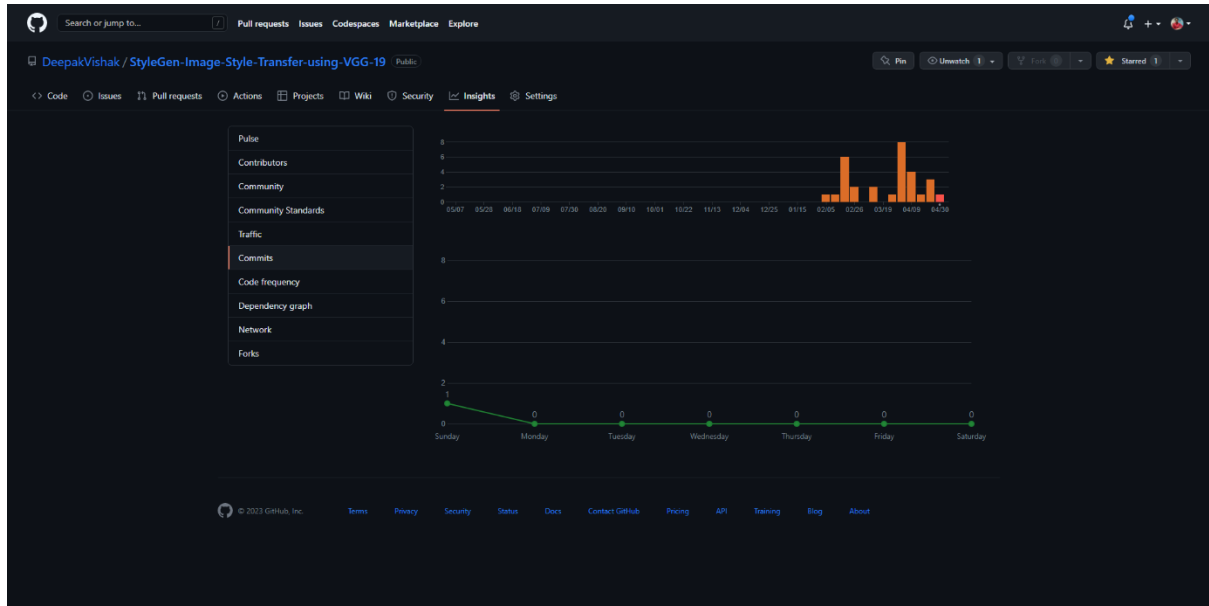 Search or jump to... / Pull requests Issues Codespaces Marketplace Explore
DeepakVishak / StyleGen-Image-Style-Transfer-using-VGG-19 Public Pin Unwatch 1 Fork Starred 1
Code Issues Pull requests Actions Projects Wiki Security Insights Settings
Pulse
Contributors
Community
Community Standards
Traffic
Commits
Code frequency
Dependency graph
Network
Forks
8
6
4
2
0
05/07 05/28 06/18 07/09 07/30 08/20 09/10 10/01 10/22 11/13 12/04 12/25 01/15 02/05 02/26 03/19 04/09 04/30
8
6
4
2
1 0 0 0 0 0 0
0
Sunday Monday Tuesday Wednesday Thursday Friday Saturday
© 2023 GitHub, Inc. Terms Privacy Security Status Docs Contact GitHub Pricing API Training Blog About